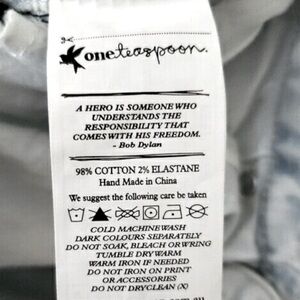 oneteaspoon.
A HERO IS SOMEONE WHO
UNDERSTANDS THE
RESPONSIBILITY THAT
COMES WITH HIS FREEDOM.
- Bob Dylan
98% COTTON 2% ELASTANE
Hand Made in China
We suggest the following care be taken
COLD MACHINE WASH
DARK COLOURS SEPARATELY
DO NOT SOAK, BLEACH OR WRING
TUMBLE DRY WARM
WARM IRON IF NEEDED
DO NOT IRON ON PRINT
OR ACCESSORIES
DO NOT DRYCLEAN (X)